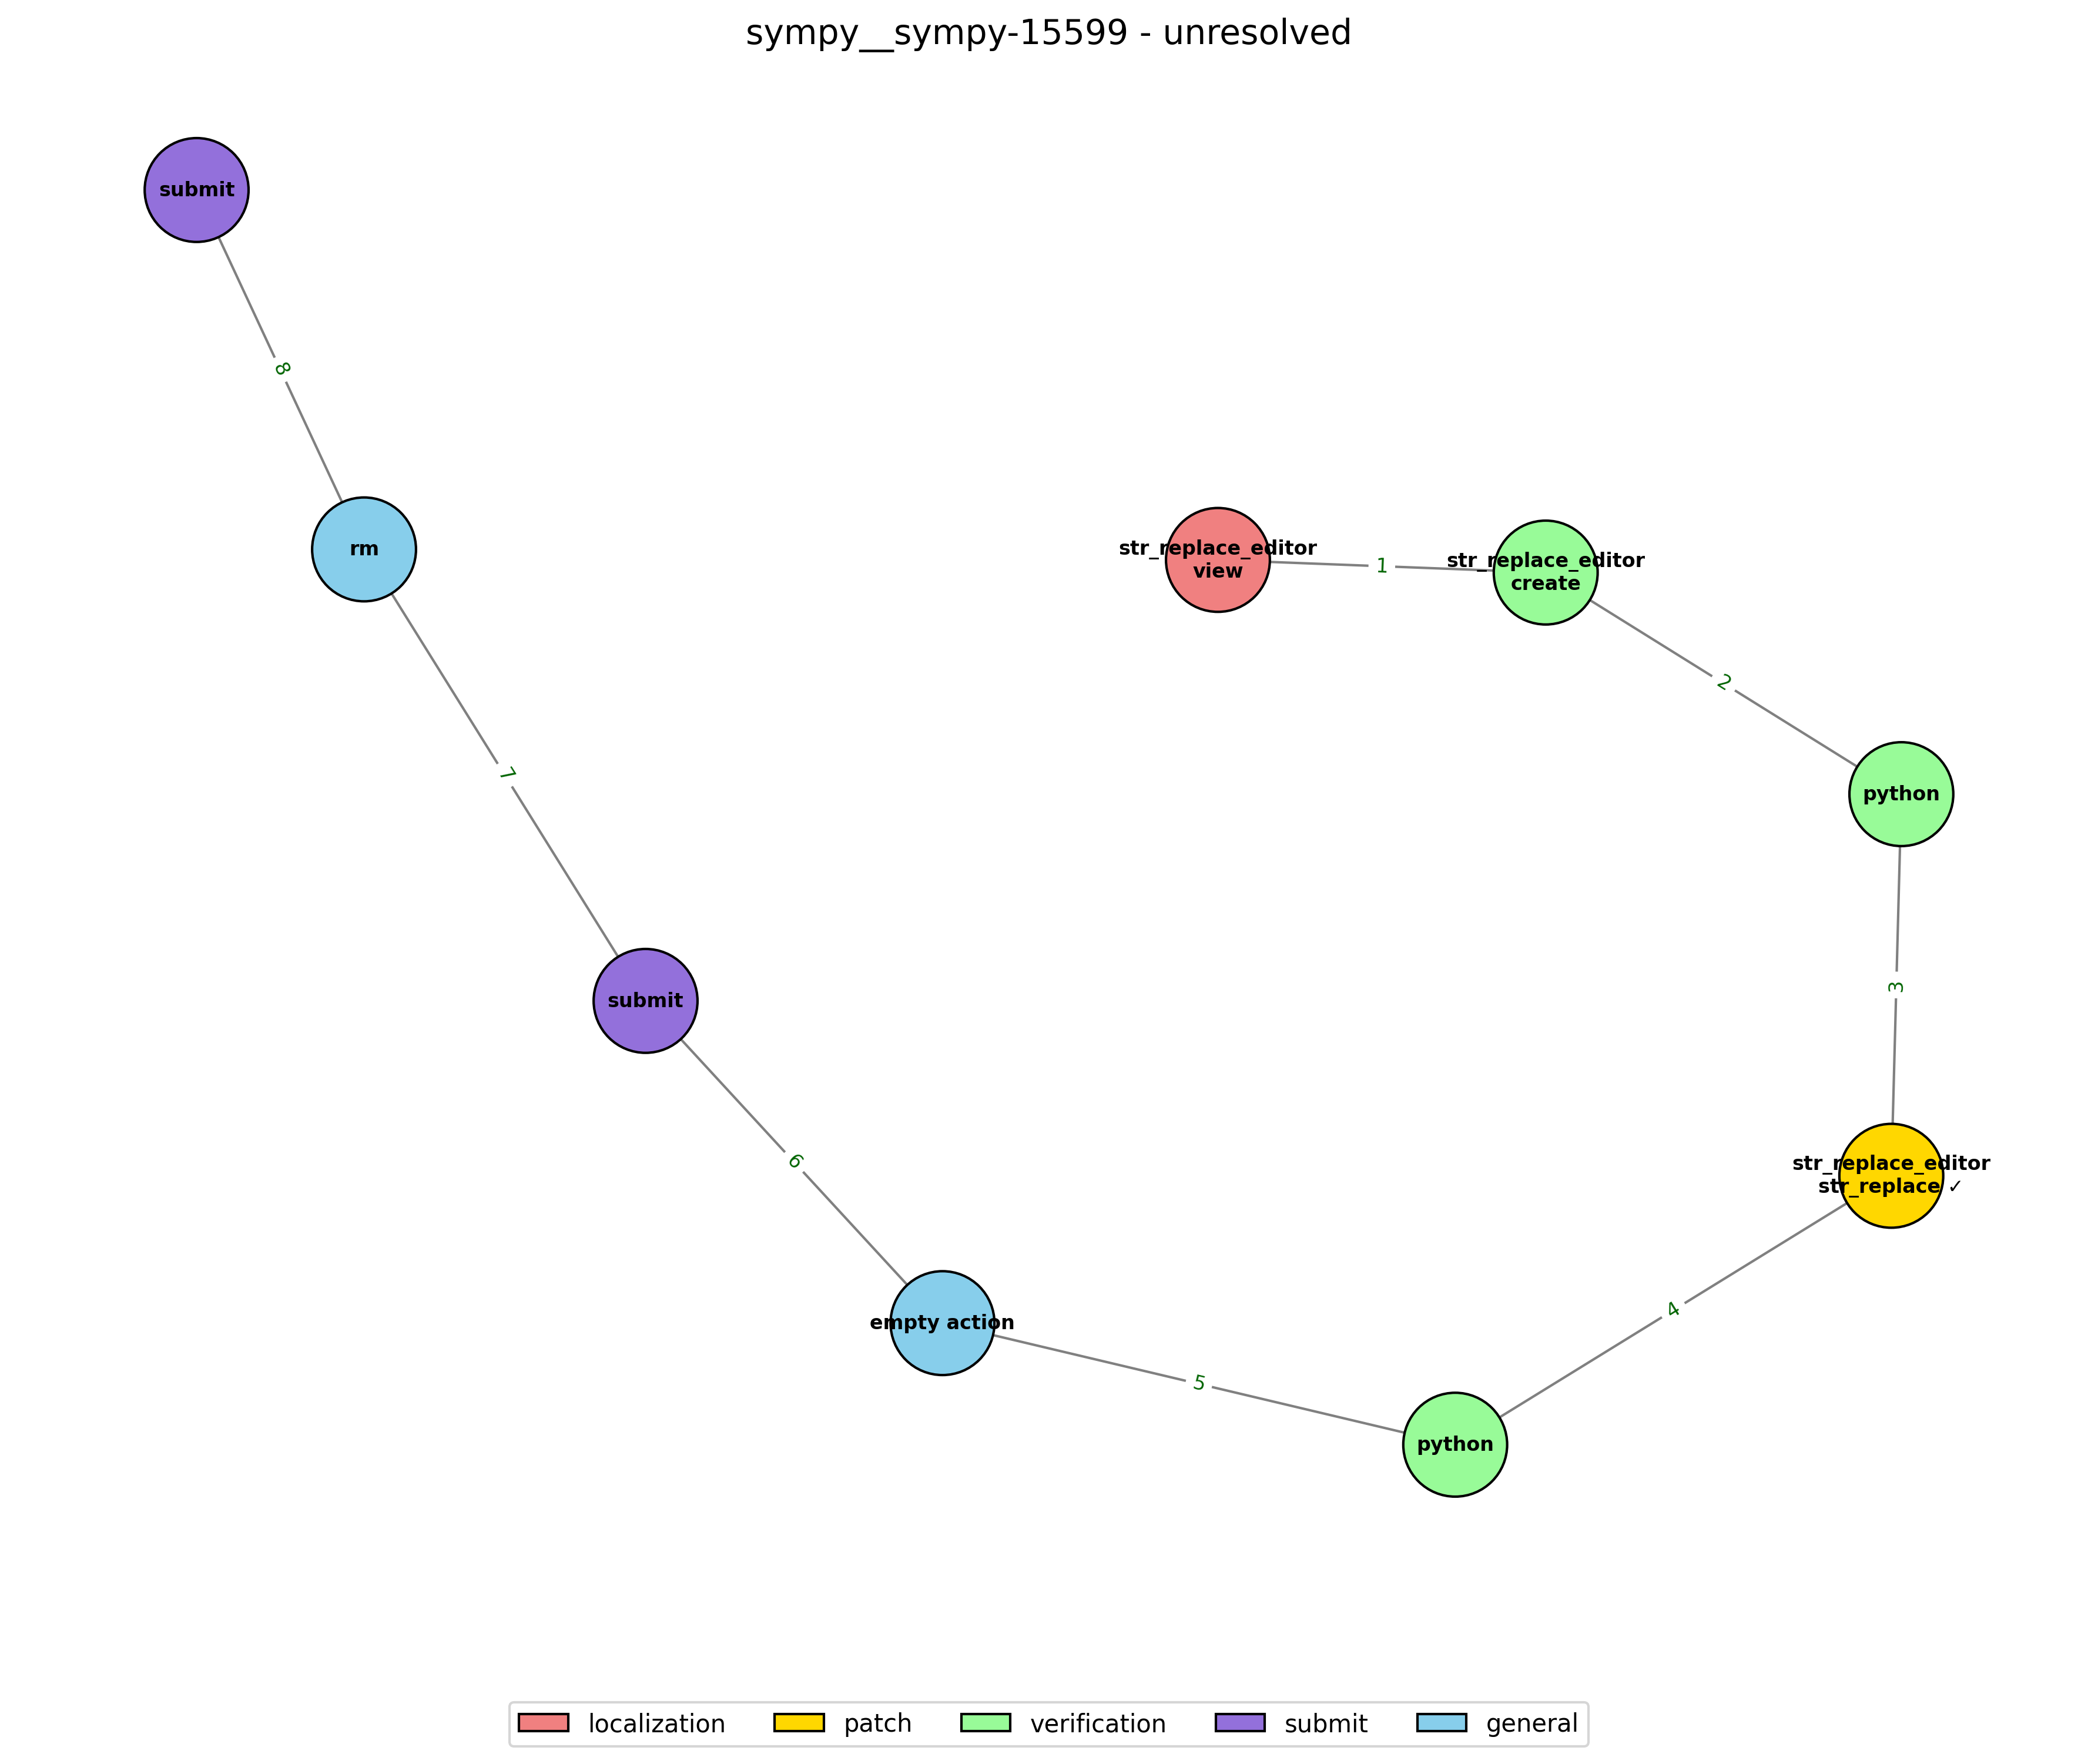 sympy__sympy-15599 - unresolved
submit
8
rm
str_replace_editor
view
1
str_replace_editor
create
2
python
7
3
submit
6
str_replace_editor
str_replace ✓
4
empty action
5
python
localization
patch
verification
submit
general